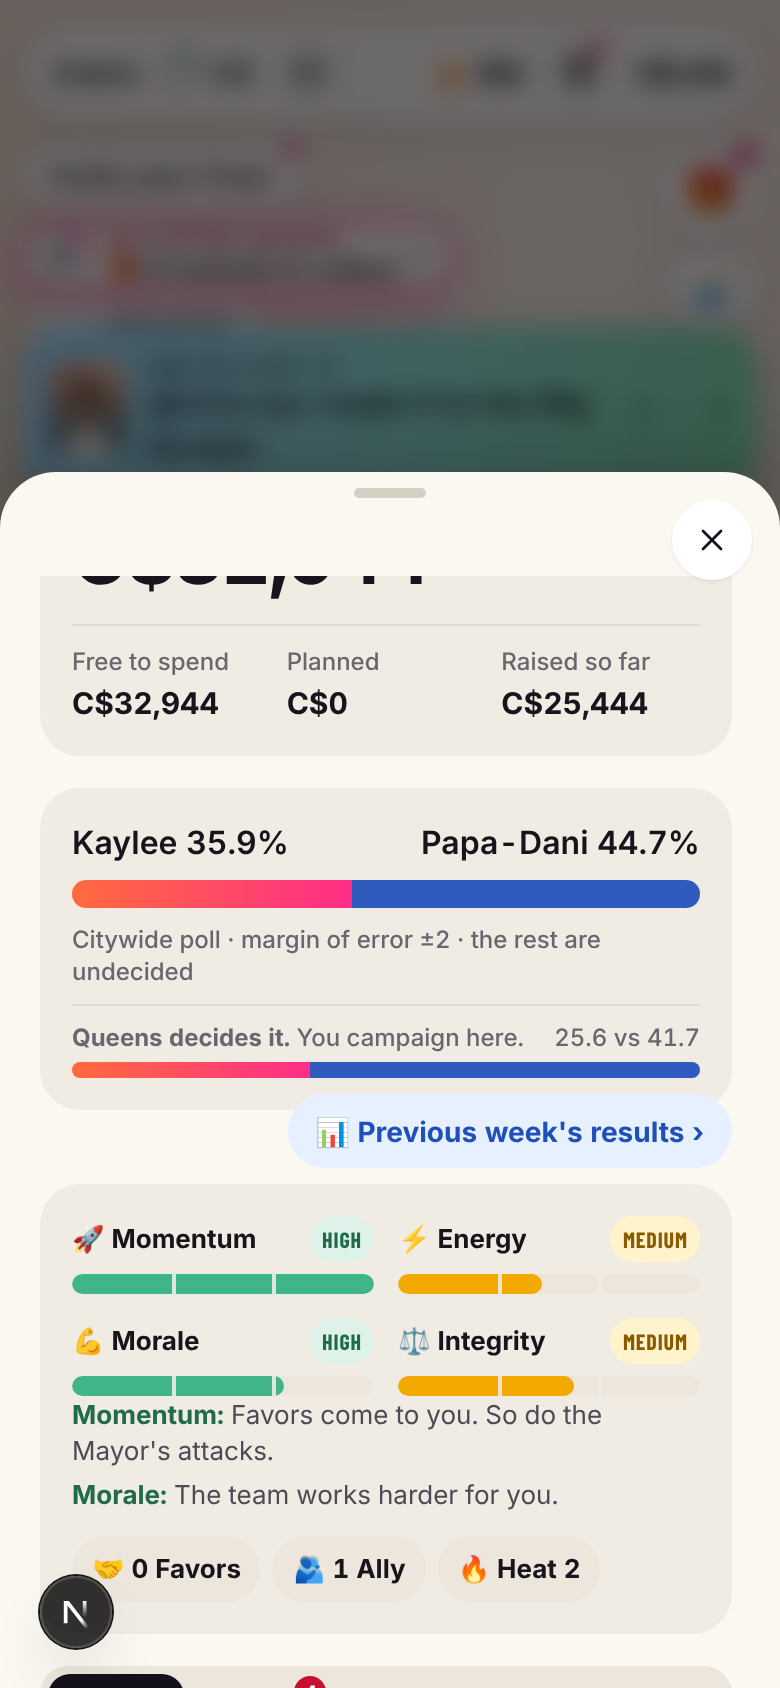 Free to spend
Planned
Raised so far
C$32,944
C$0
C$25,444
Kaylee 35.9%
Papa-Dani 44.7%
Citywide poll · margin of error ±2 · the rest are
undecided
Queens decides it. You campaign here.
25.6 vs 41.7
📊 Previous week's results ›
🚀 Momentum
HIGH
⚡ Energy
MEDIUM
💪 Morale
HIGH
⚖️ Integrity
MEDIUM
Momentum: Favors come to you. So do the
Mayor's attacks.
Morale: The team works harder for you.
🤝 0 Favors
🫂 1 Ally
🔥 Heat 2
N